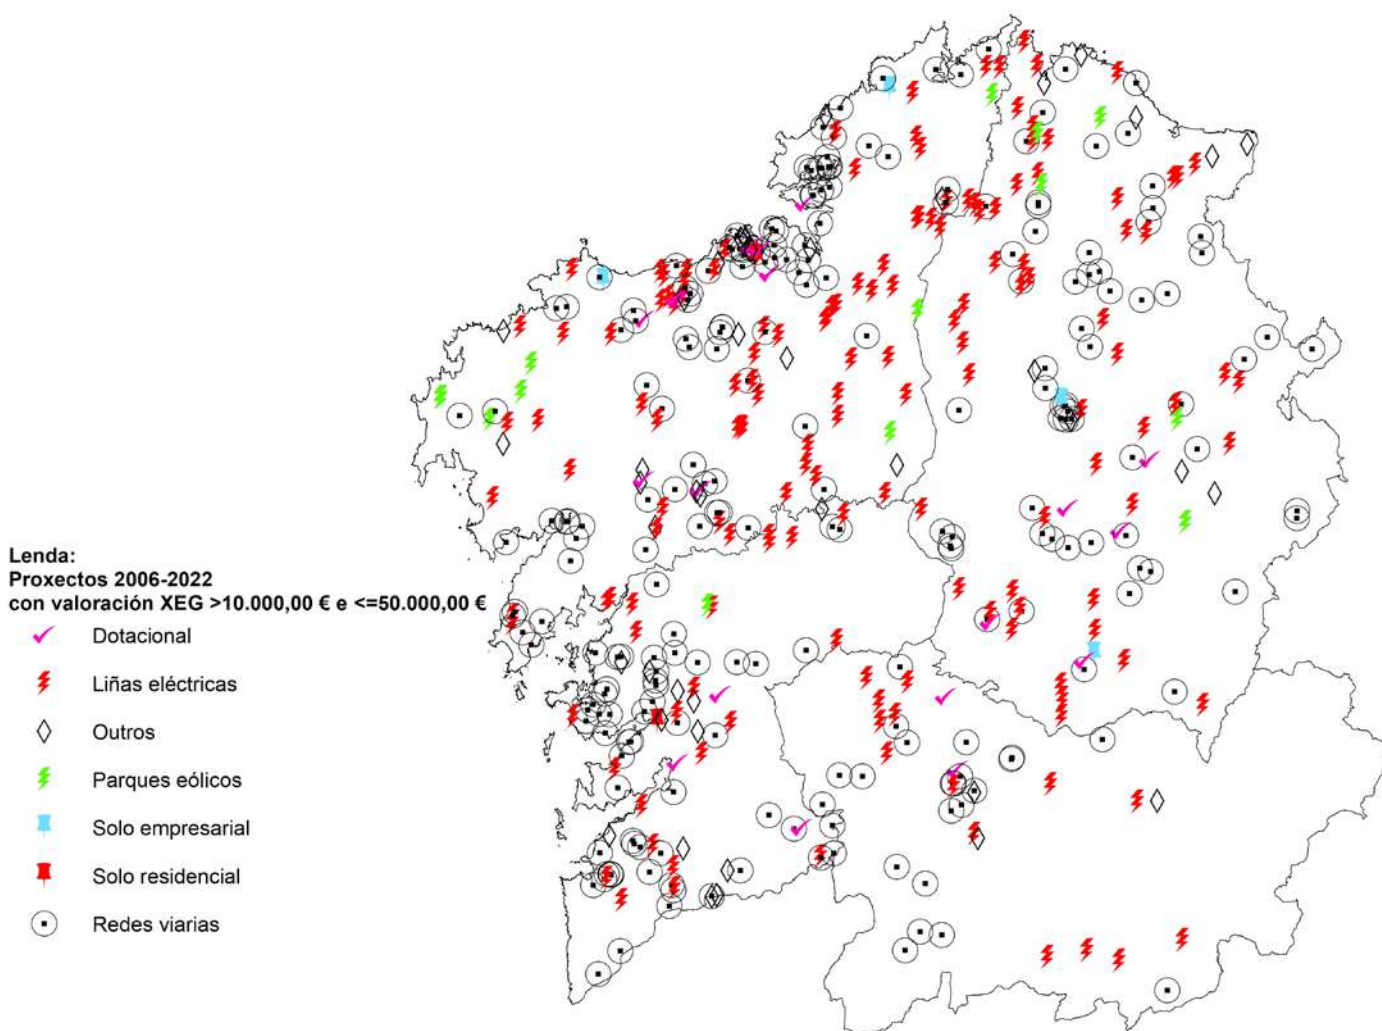 Lenda:
Proxectos 2006-2022
con valoración XEG >10.000,00 € e <=50.000,00 €
Dotacional
Liñas eléctricas
Outros
Parques eólicos
Solo empresarial
Solo residencial
Redes viarias